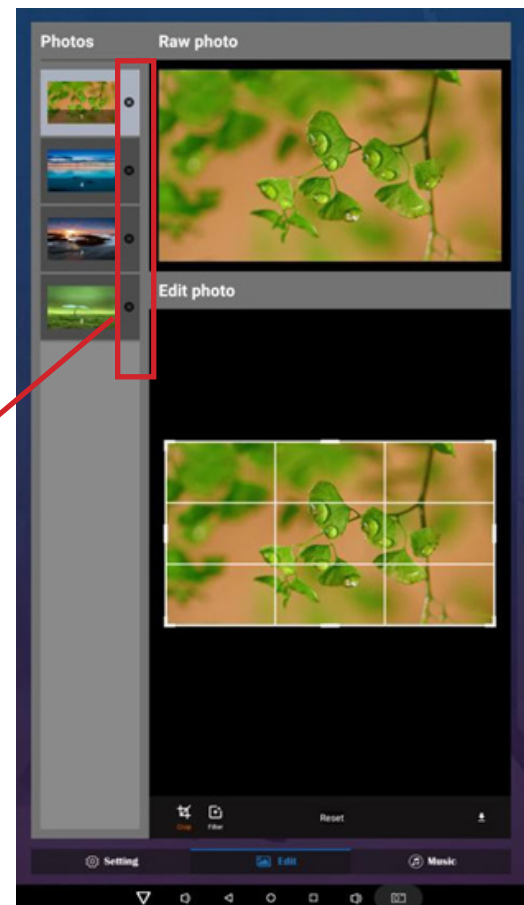 Photos
Raw photo
Edit photo
Crop
Filter
Reset
Setting
Edit
Music